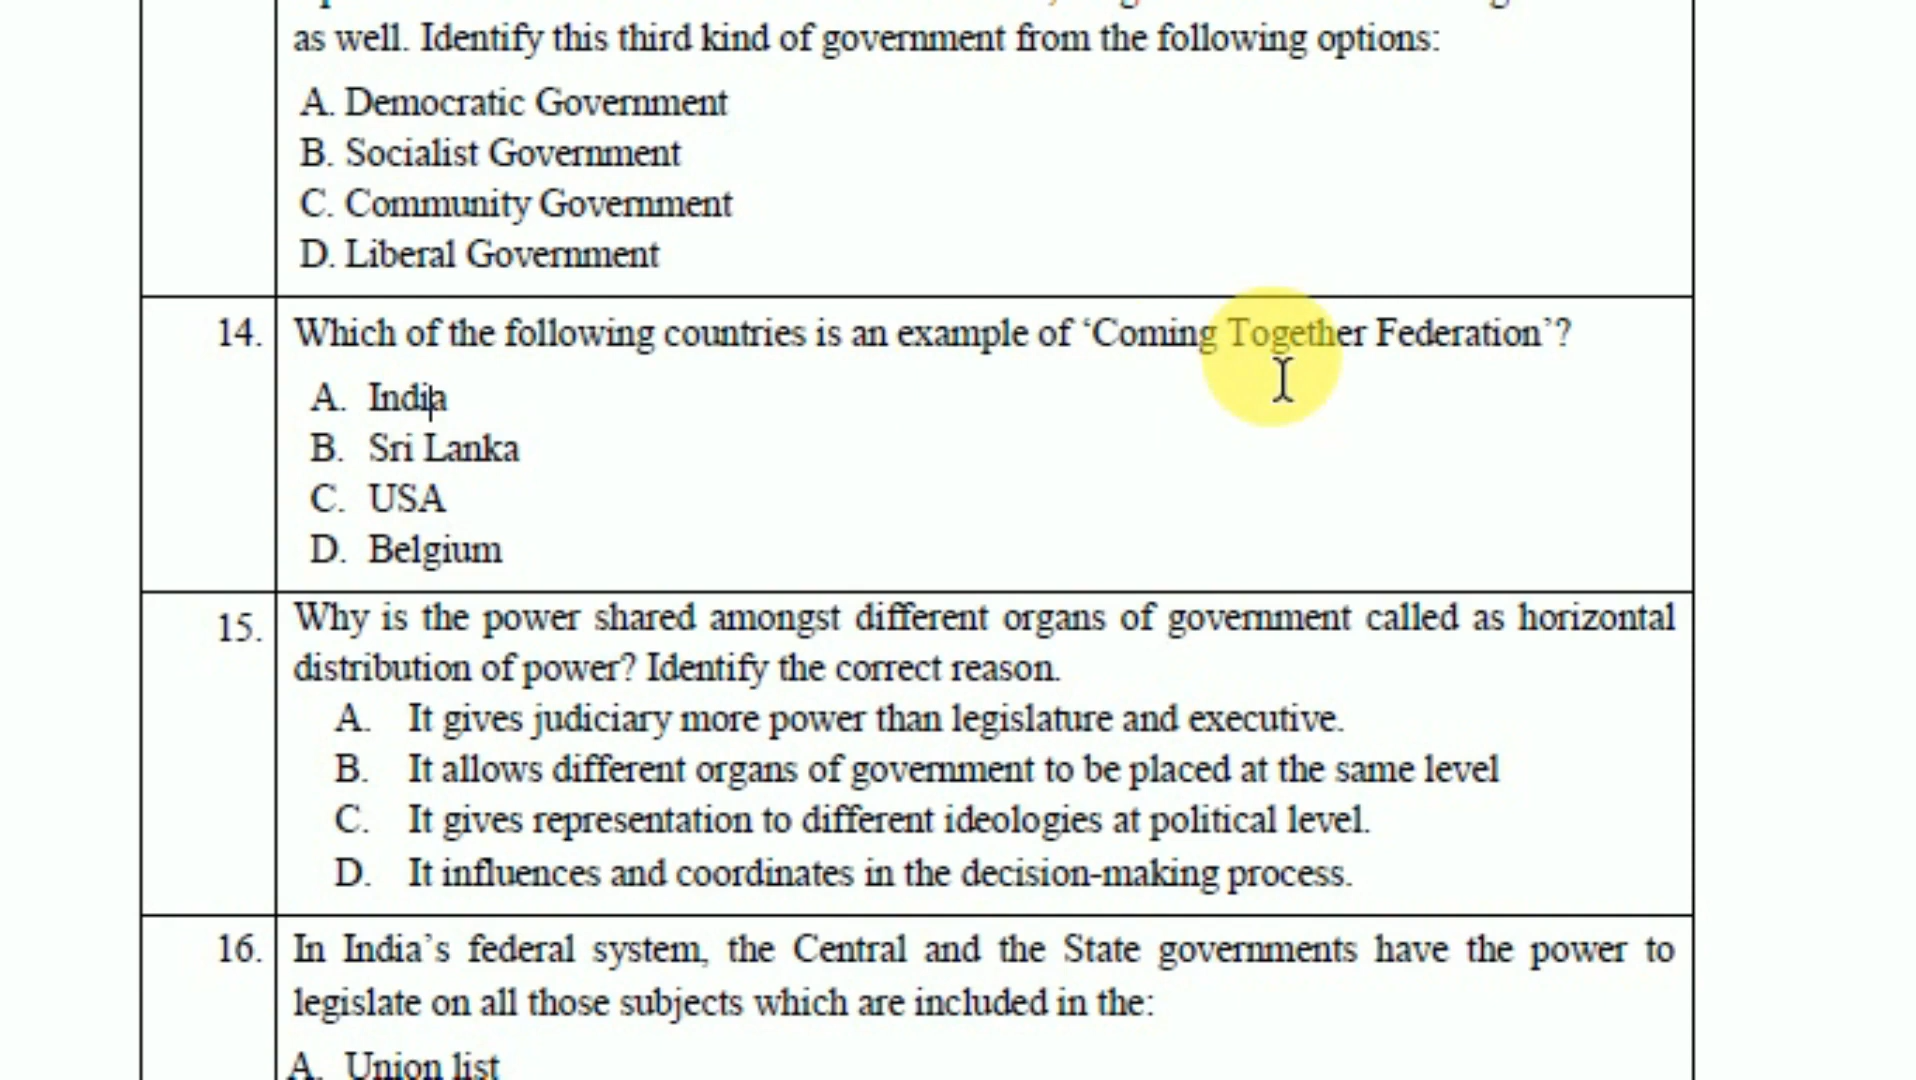 as well. Identify this third kind of government from the following options:
A. Democratic Government
B. Socialist Government
C. Community Government
D. Liberal Government
14. Which of the following countries is an example of ‘Coming Together Federation’?
A. India
B. Sri Lanka
C. USA
D. Belgium
15. Why is the power shared amongst different organs of government called as horizontal
distribution of power? Identify the correct reason.
A. It gives judiciary more power than legislature and executive.
B. It allows different organs of government to be placed at the same level
C. It gives representation to different ideologies at political level.
D. It influences and coordinates in the decision-making process.
16. In India’s federal system, the Central and the State governments have the power to
legislate on all those subjects which are included in the:
A. Union list